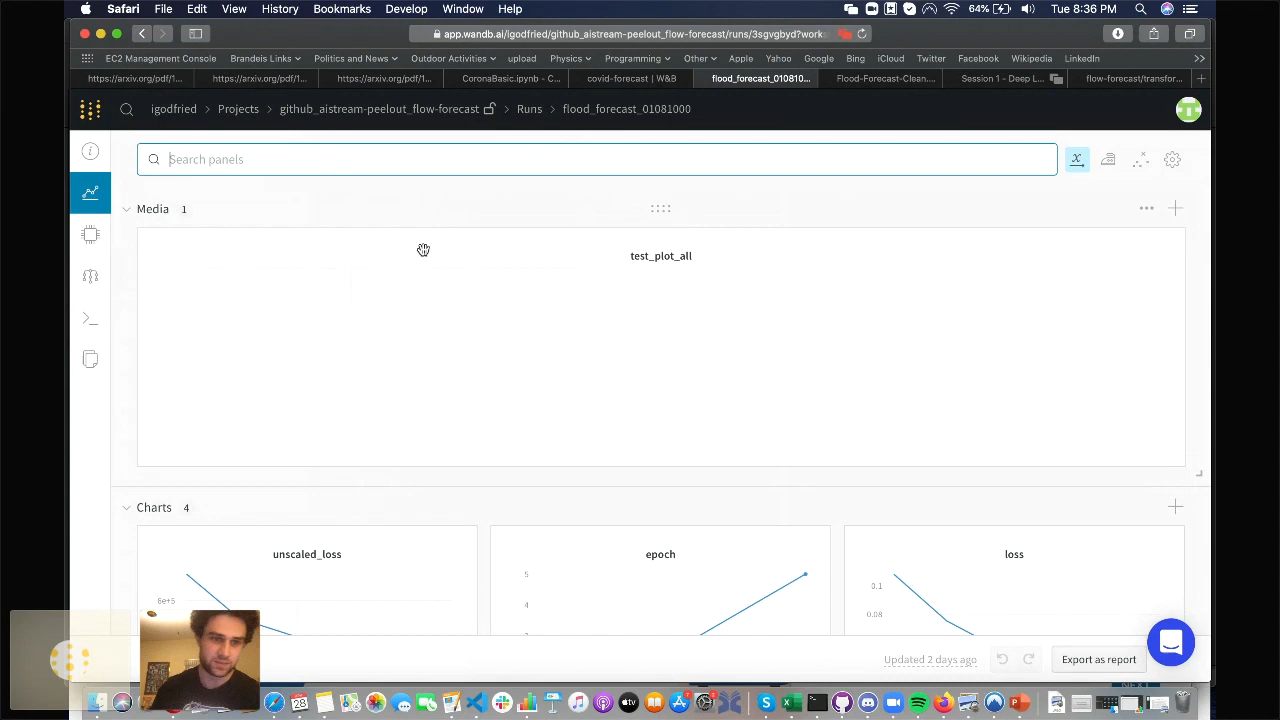 Safari File Edit View History Bookmarks Develop Window Help 64% Tue 8:36 PM
app.wandb.ai/igodfried/github_aistream-peelout_flow-forecast/runs/3sgvgbyd?works
EC2 Management Console Brandeis Links Politics and News Outdoor Activities upload Physics Programming Other Apple Yahoo Google Bing iCloud Twitter Facebook Wikipedia LinkedIn
https://arxiv.org/pdf/1... https://arxiv.org/pdf/1... https://arxiv.org/pdf/1... CoronaBasic.ipynb - C... covid-forecast | W&B flood_forecast_010810... Flood-Forecast-Clean.... Session 1 - Deep L... flow-forecast/transfor...
igodfried > Projects > github_aistream-peelout_flow-forecast > Runs > flood_forecast_01081000
Search panels
Media 1
test_plot_all
Charts 4
unscaled_loss epoch loss
6e+5 5 0.1
4 0.08
Updated 2 days ago Export as report